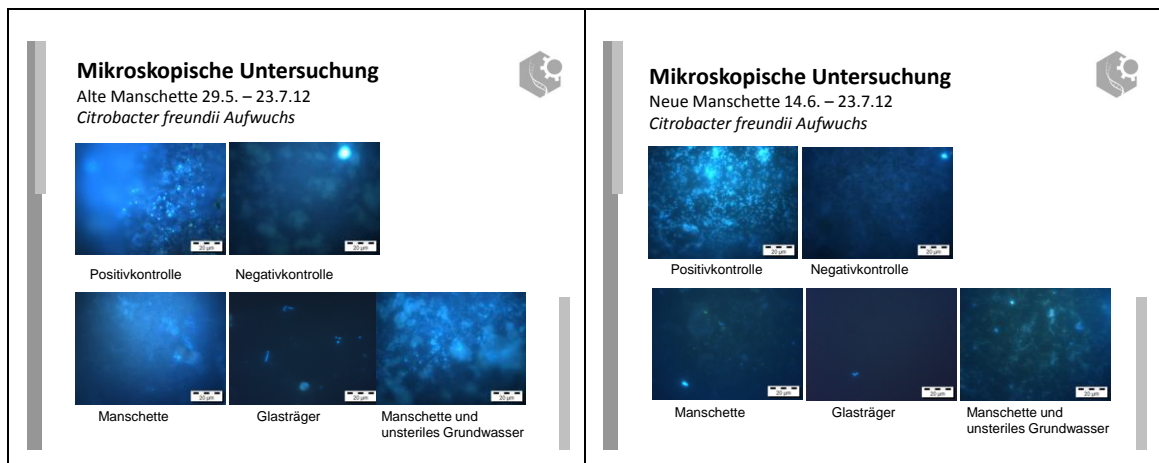 Mikroskopische Untersuchung
Alte Manschette 29.5. – 23.7.12
Citrobacter freundii Aufwuchs
20 µm
20 µm
Positivkontrolle
Negativkontrolle
20 µm
20 µm
20 µm
Manschette
Glasträger
Manschette und
unsteriles Grundwasser
Mikroskopische Untersuchung
Neue Manschette 14.6. – 23.7.12
Citrobacter freundii Aufwuchs
20 µm
20 µm
Positivkontrolle
Negativkontrolle
20 µm
20 µm
20 µm
Manschette
Glasträger
Manschette und
unsteriles Grundwasser